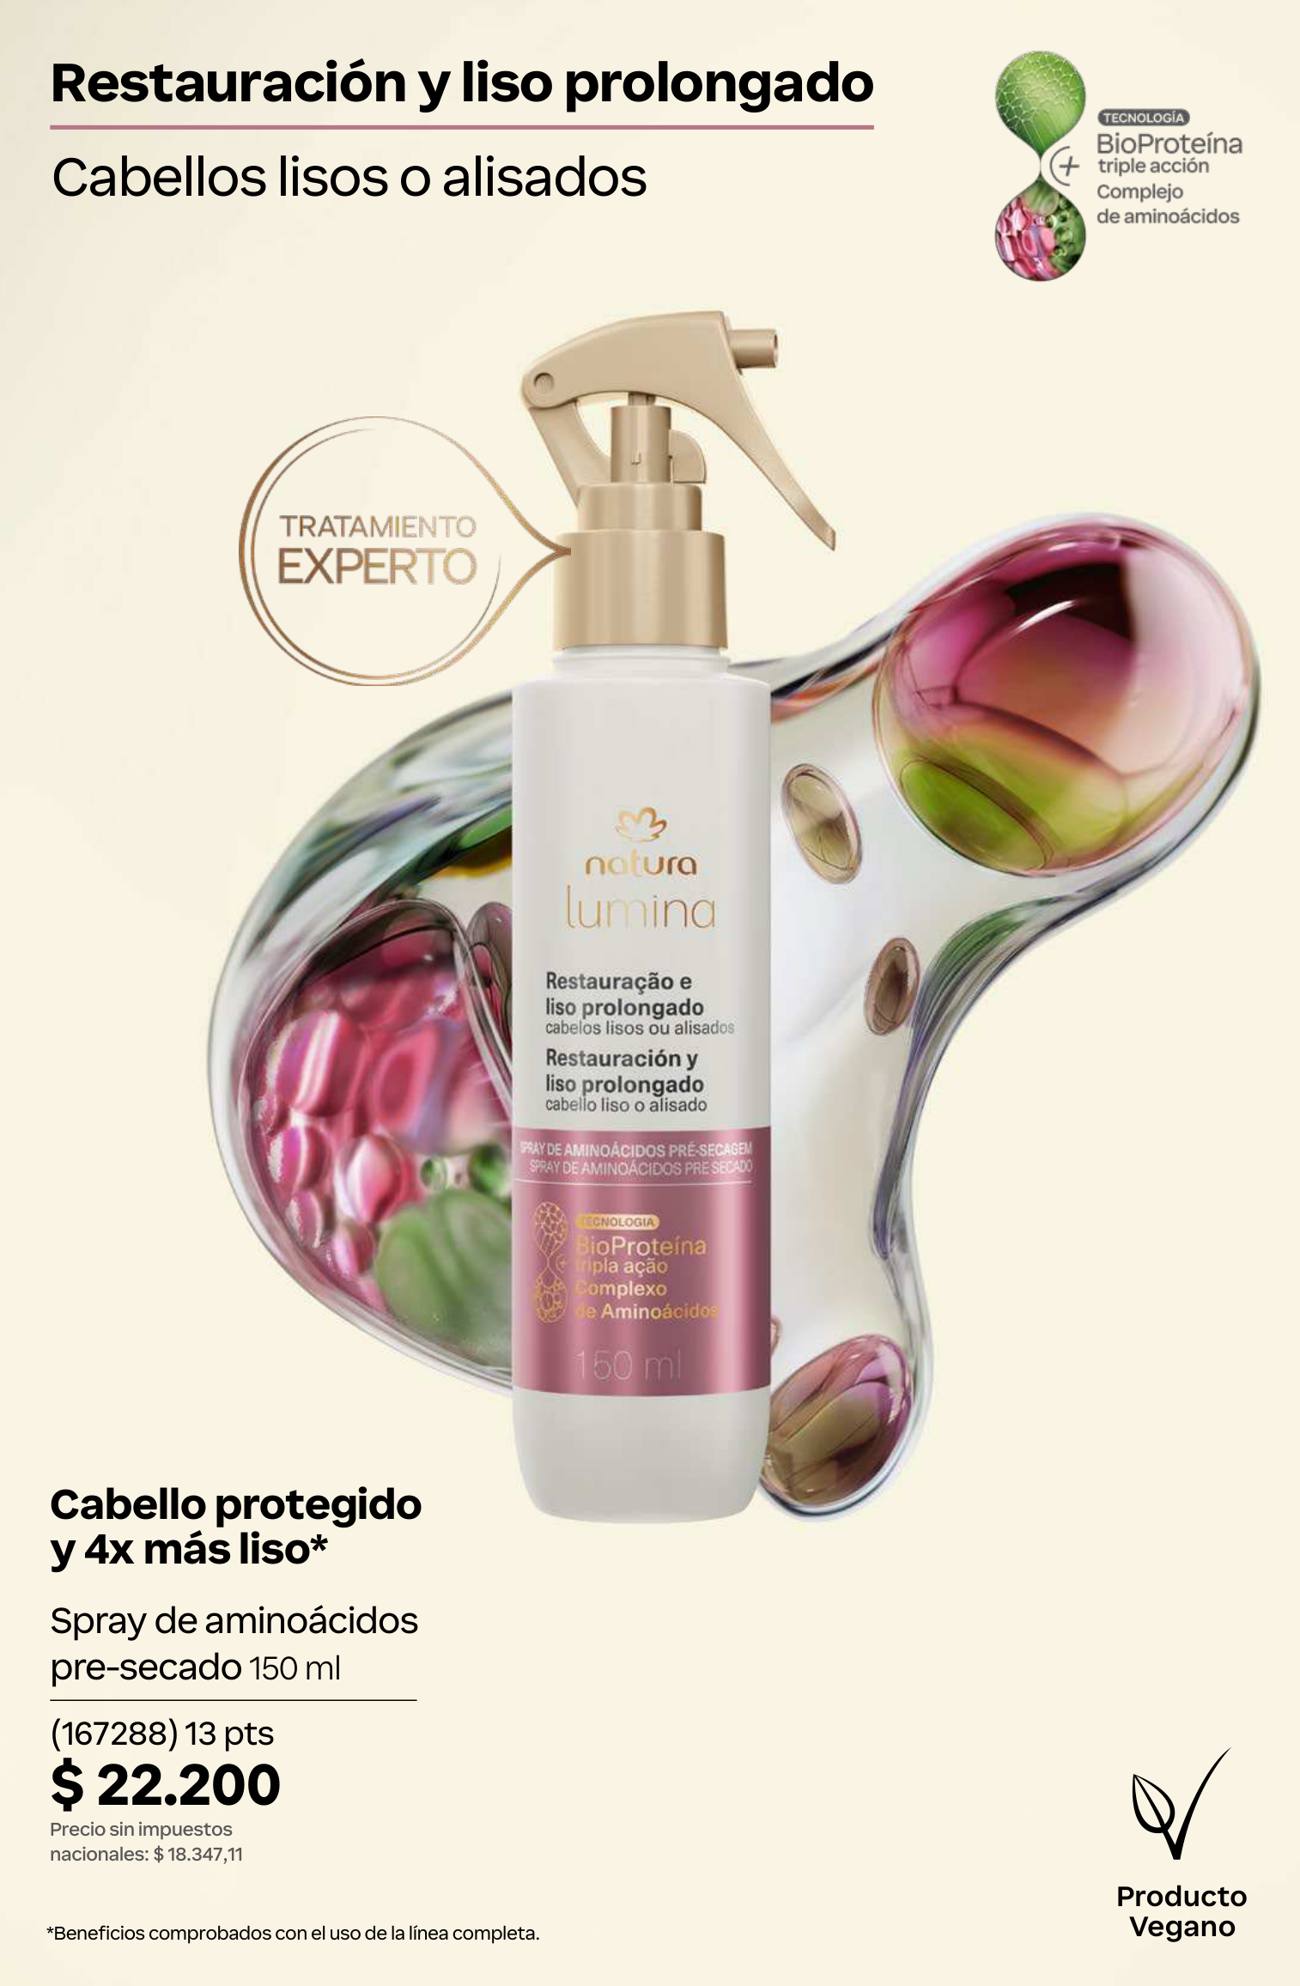 Restauración y liso prolongado
Cabellos lisos o alisados
TECNOLOGÍA
BioProteína
triple acción
+
Complejo
de aminoácidos
TRATAMIENTO
EXPERTO
natura
lumina
Restauração e
liso prolongado
cabelos lisos ou alisados
Restauración y
liso prolongado
cabello liso o alisado
SPRAY DE AMINOÁCIDOS PRÉ-SECAGEM
SPRAY DE AMINOÁCIDOS PRE SECADO
TECNOLOGIA
BioProteína
tripla ação
+
Complexo
de Aminoácidos
150 ml
Cabello protegido
y 4x más liso*
Spray de aminoácidos
pre-secado 150 ml
(167288) 13 pts
$ 22.200
Precio sin impuestos
nacionales: $ 18.347,11
*Beneficios comprobados con el uso de la línea completa.
Producto
Vegano